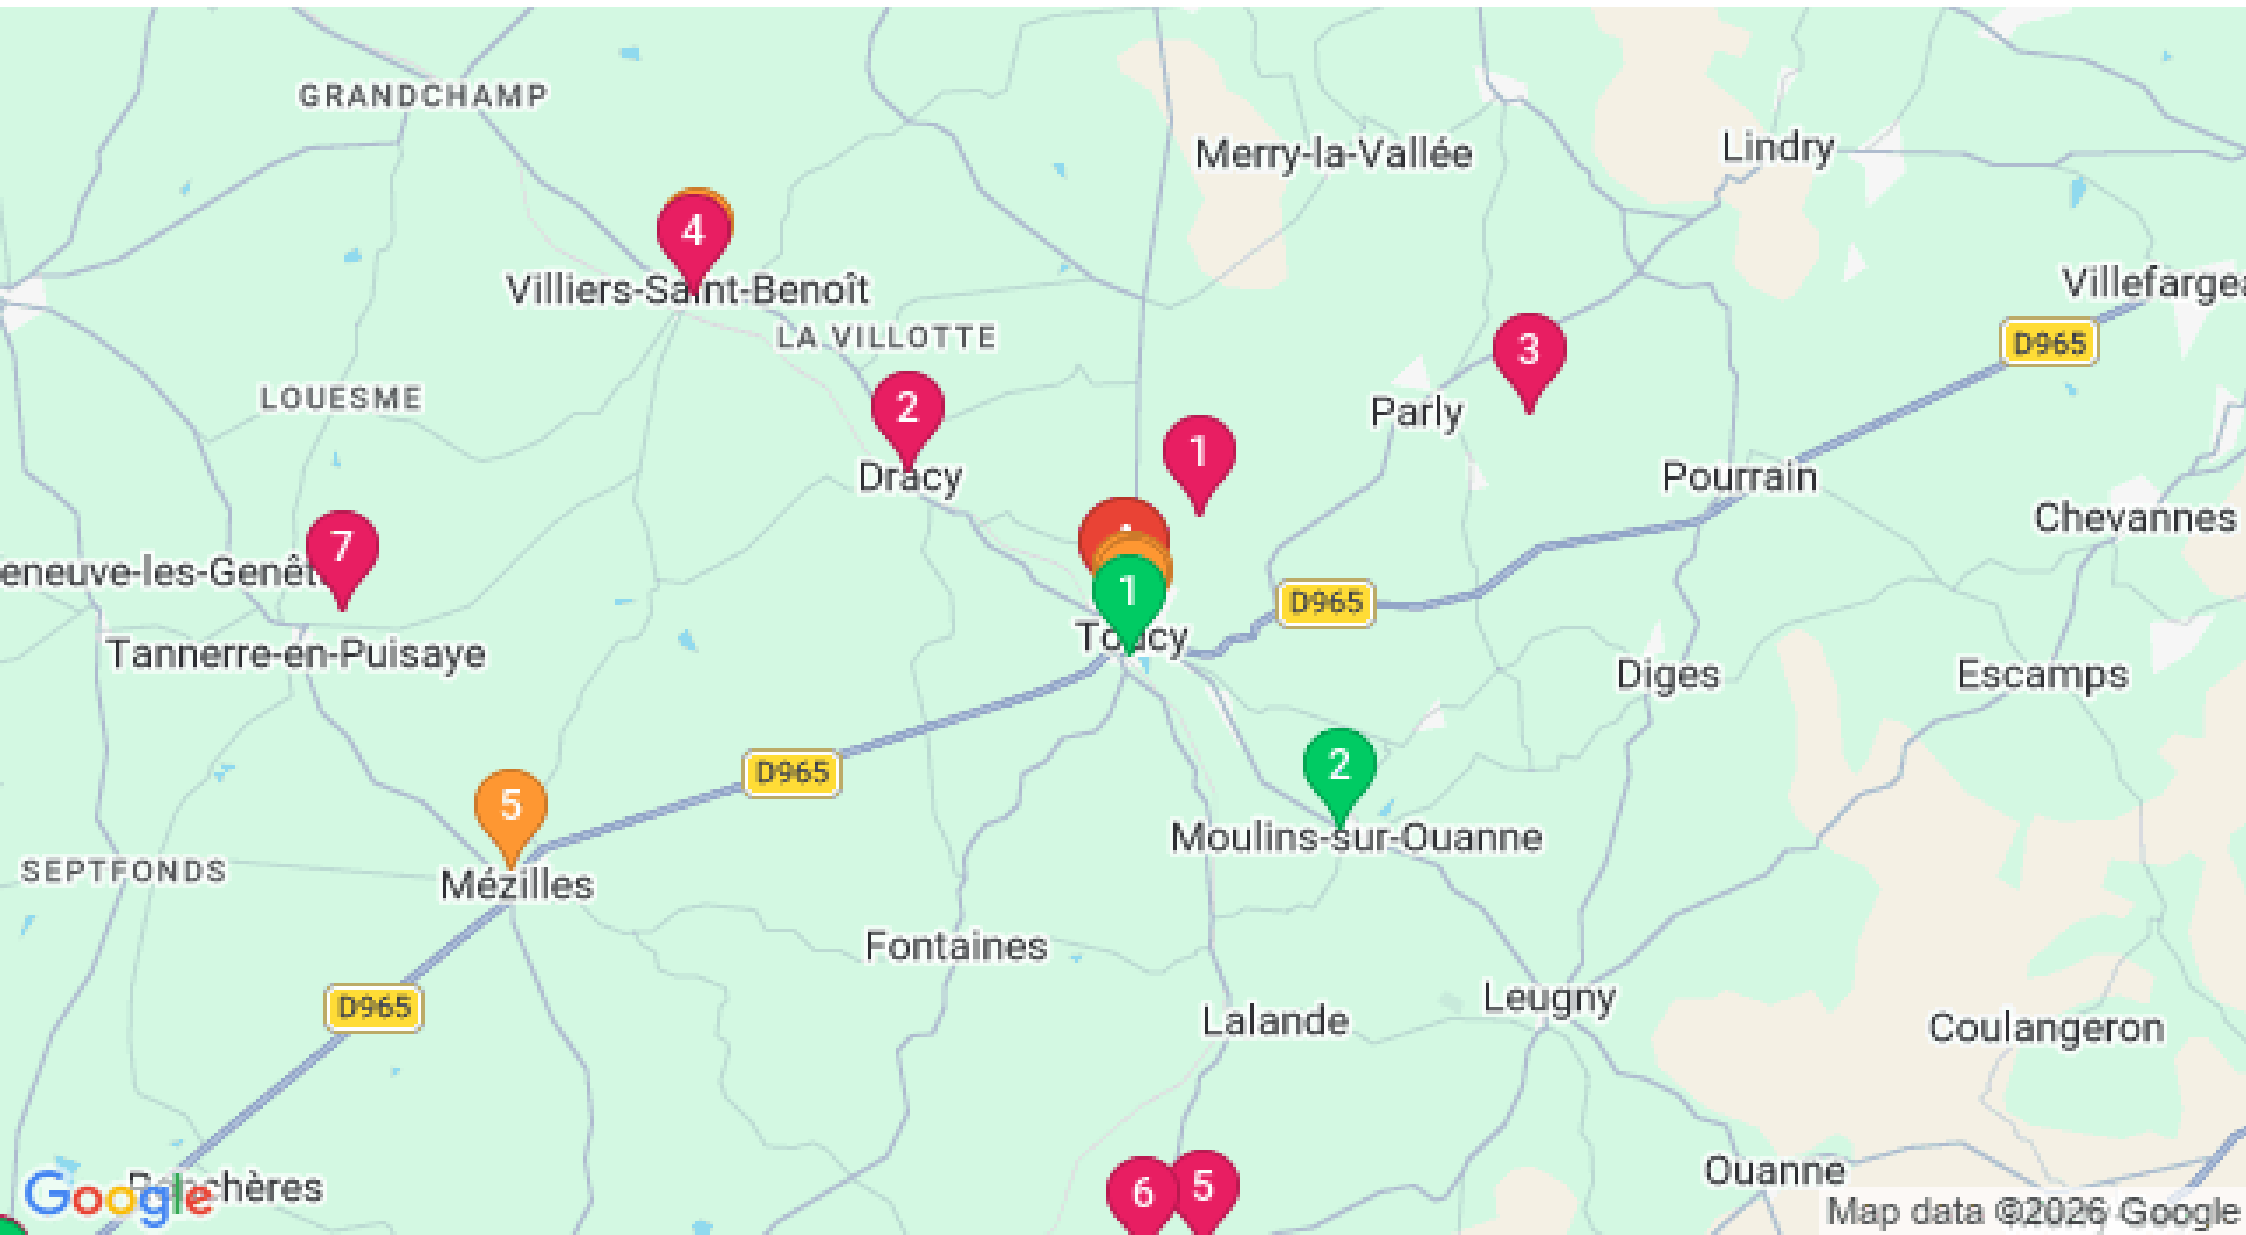 GRANDCHAMP
Merry-la-Vallée
Lindry
4
Villiers-Saint-Benoît
Villefargea
LA VILLOTTE
D965
3
LOUESME
2
Parly
1
Dracy
Pourrain
Chevannes
7
eneuve-les-Genêt
1
D965
Toucy
Tannerre-en-Puisaye
Diges
Escamps
2
D965
5
Moulins-sur-Ouanne
SEPTFONDS
Mézilles
Fontaines
Leugny
D965
Lalande
Coulangeron
Ouanne
6
5
Google
Map data ©2026 Google